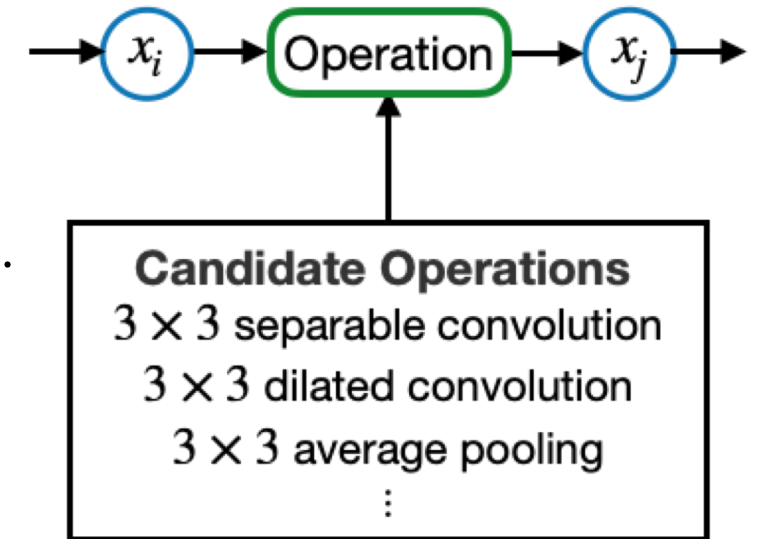 xᵢ Operation xⱼ
Candidate Operations
3 × 3 separable convolution
3 × 3 dilated convolution
3 × 3 average pooling
⋮